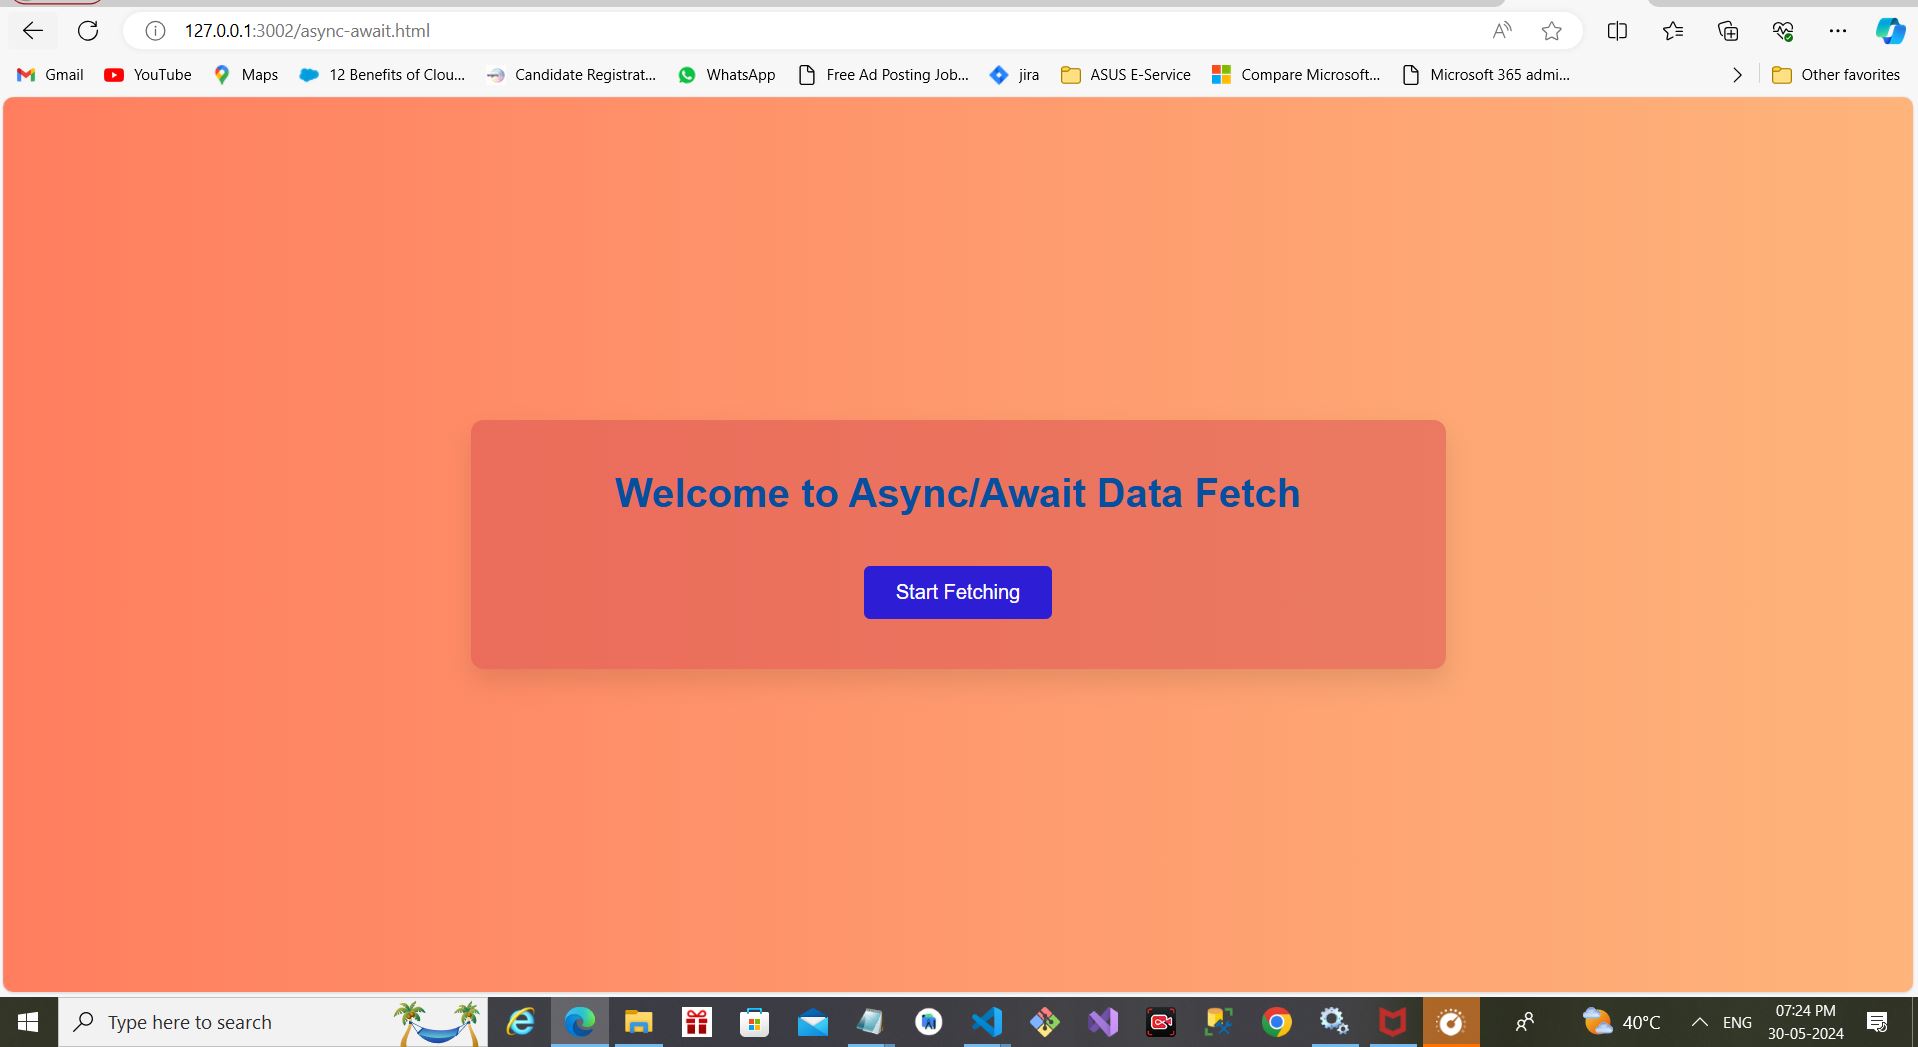 127.0.0.1:3002/async-await.html
Gmail YouTube Maps 12 Benefits of Clou... Candidate Registrat... WhatsApp Free Ad Posting Job... jira ASUS E-Service Compare Microsoft... Microsoft 365 admi... Other favorites
Welcome to Async/Await Data Fetch
Start Fetching
Type here to search 40°C ENG 07:24 PM
30-05-2024